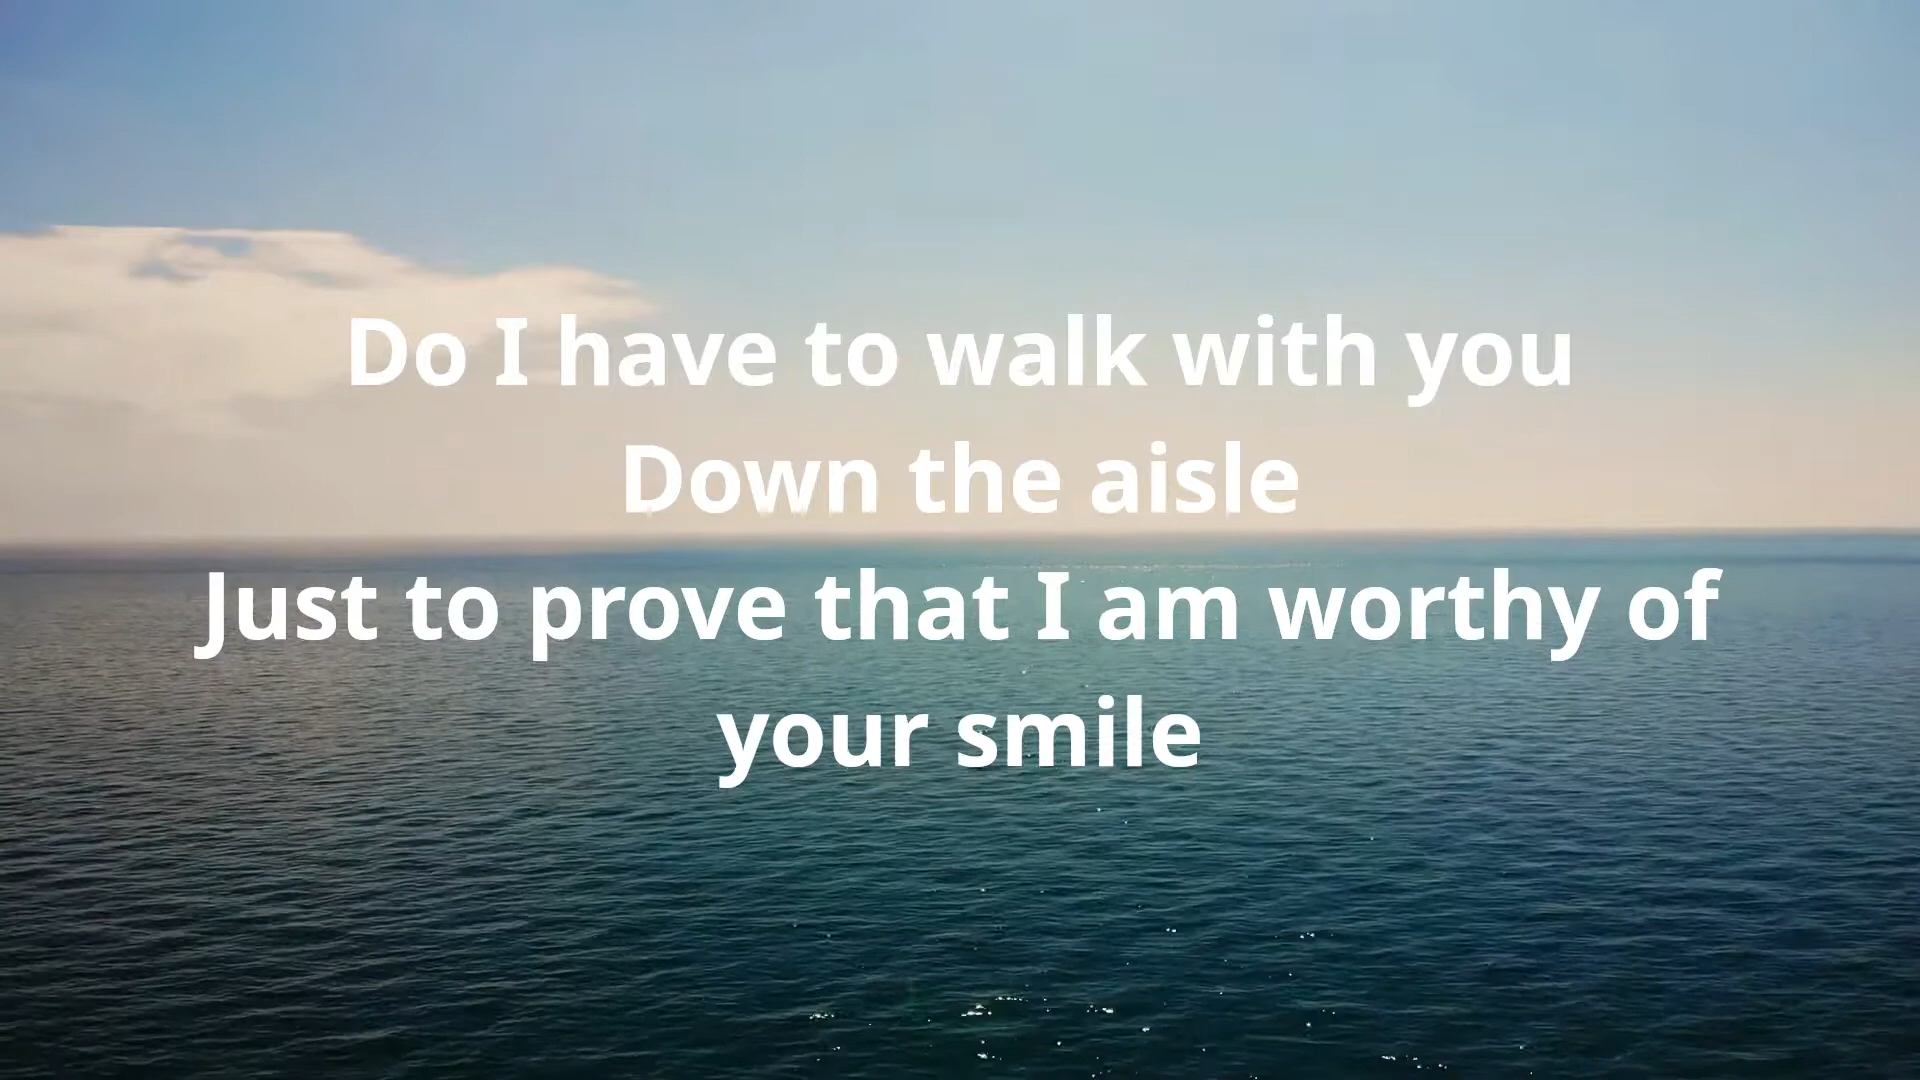 Do I have to walk with you
Down the aisle
Just to prove that I am worthy of
your smile